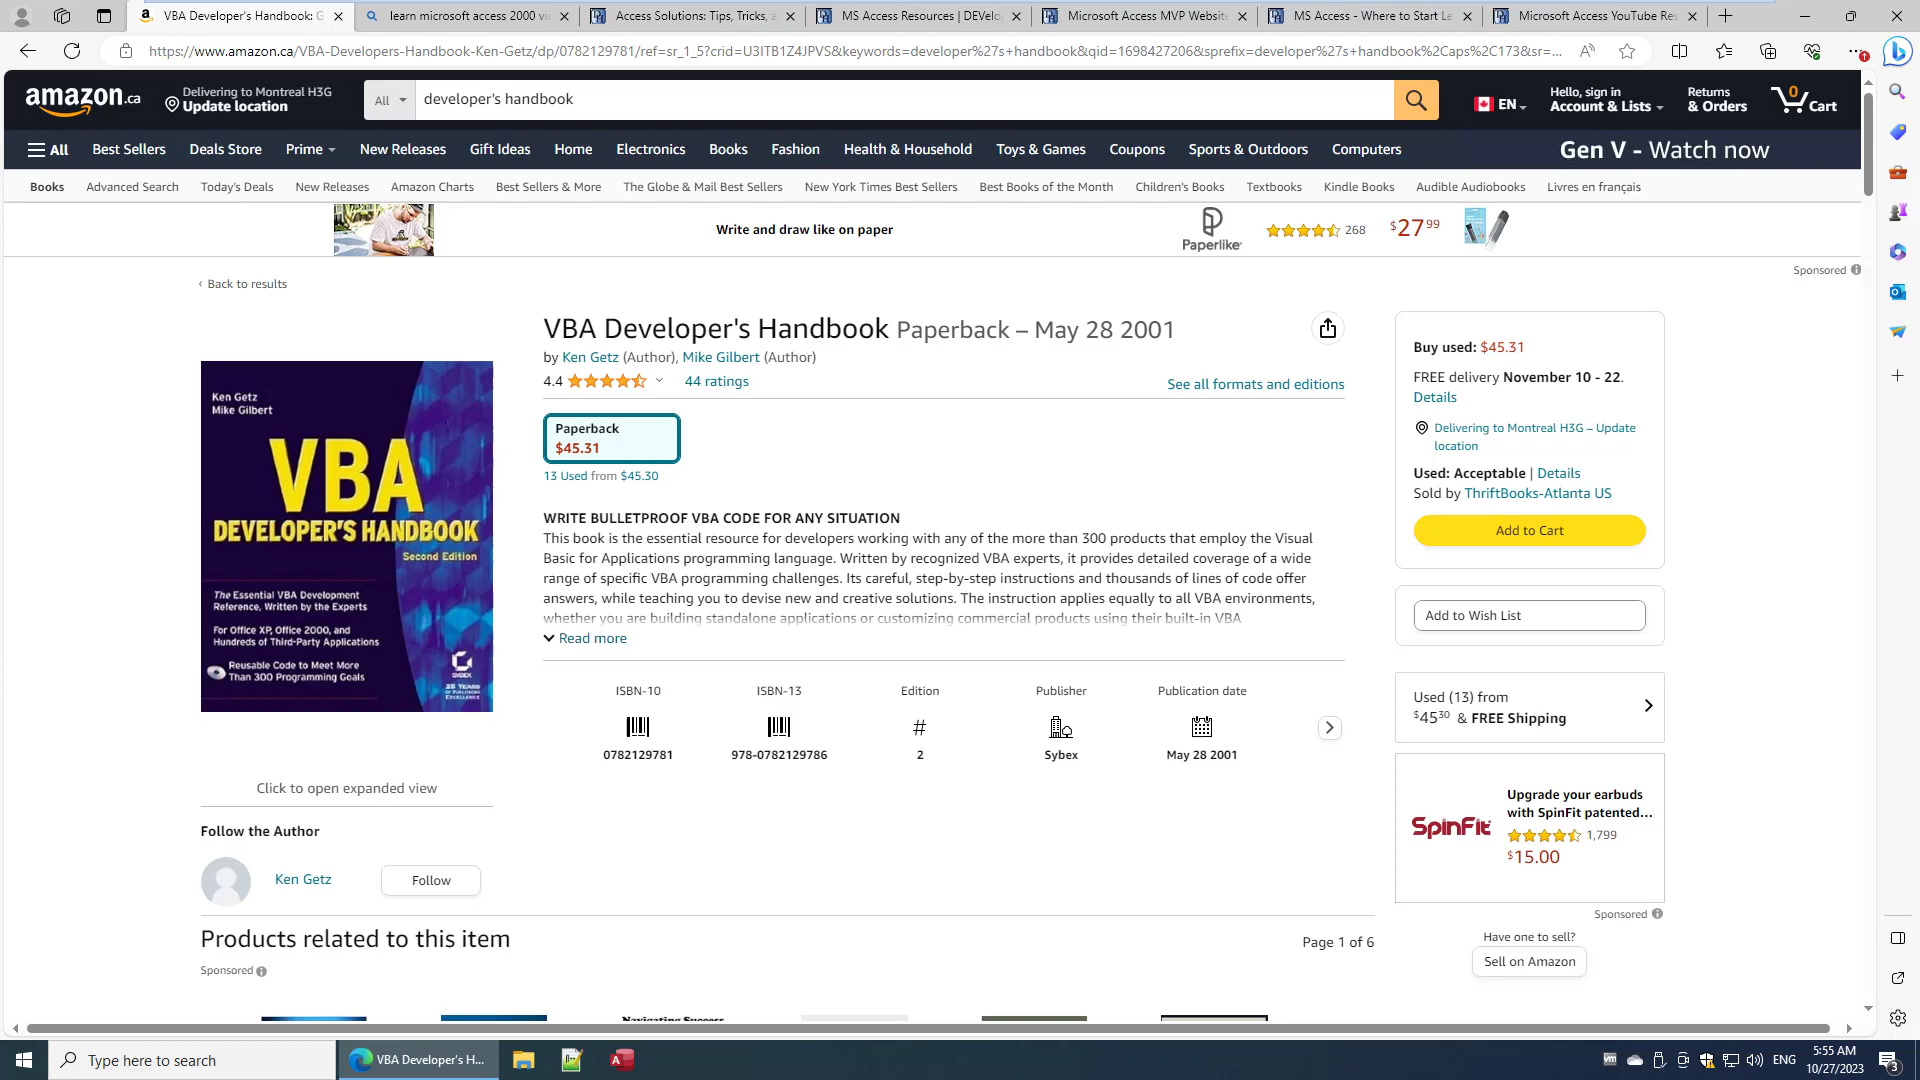 VBA Developer's Handbook: G
learn microsoft access 2000 vi
Access Solutions: Tips, Tricks, a
MS Access Resources | DEVelo
Microsoft Access MVP Website
MS Access - Where to Start Le
Microsoft Access YouTube Res
https://www.amazon.ca/VBA-Developers-Handbook-Ken-Getz/dp/0782129781/ref=sr_1_5?crid=U3ITB1Z4JPVS&keywords=developer%27s+handbook&qid=1698427206&sprefix=developer%27s+handbook%2Caps%2C173&sr=...
amazon.ca
Delivering to Montreal H3G
Update location
All
developer's handbook
EN
Hello, sign in
Account & Lists
Returns
& Orders
0
Cart
All
Best Sellers
Deals Store
Prime
New Releases
Gift Ideas
Home
Electronics
Books
Fashion
Health & Household
Toys & Games
Coupons
Sports & Outdoors
Computers
Gen V - Watch now
Books
Advanced Search
Today's Deals
New Releases
Amazon Charts
Best Sellers & More
The Globe & Mail Best Sellers
New York Times Best Sellers
Best Books of the Month
Children's Books
Textbooks
Kindle Books
Audible Audiobooks
Livres en français
Write and draw like on paper
Paperlike
268
$27.99
Sponsored
‹ Back to results
VBA Developer's Handbook Paperback – May 28 2001
by Ken Getz (Author), Mike Gilbert (Author)
4.4
44 ratings
See all formats and editions
Paperback
$45.31
13 Used from $45.30
WRITE BULLETPROOF VBA CODE FOR ANY SITUATION
This book is the essential resource for developers working with any of the more than 300 products that employ the Visual
Basic for Applications programming language. Written by recognized VBA experts, it provides detailed coverage of a wide
range of specific VBA programming challenges. Its careful, step-by-step instructions and thousands of lines of code offer
answers, while teaching you to devise new and creative solutions. The instruction applies equally to all VBA environments,
whether you are building standalone applications or customizing commercial products using their built-in VBA
Read more
ISBN-10
ISBN-13
Edition
Publisher
Publication date
#
0782129781
978-0782129786
2
Sybex
May 28 2001
Ken Getz
Mike Gilbert
VBA
DEVELOPER'S HANDBOOK
Second Edition
The Essential VBA Development
Reference, Written by the Experts
For Office XP, Office 2000, and
Hundreds of Third-Party Applications
Reusable Code to Meet More
Than 300 Programming Goals
SYBEX
25 YEARS
OF PUBLISHING
EXCELLENCE
Click to open expanded view
Follow the Author
Ken Getz
Follow
Buy used: $45.31
FREE delivery November 10 - 22.
Details
Delivering to Montreal H3G – Update
location
Used: Acceptable | Details
Sold by ThriftBooks-Atlanta US
Add to Cart
Add to Wish List
Used (13) from
$45.30 & FREE Shipping
SpinFit
Upgrade your earbuds
with SpinFit patented...
1,799
$15.00
Sponsored
Have one to sell?
Sell on Amazon
Products related to this item
Page 1 of 6
Sponsored
Navigating Success
Type here to search
VBA Developer's H...
ENG
5:55 AM
10/27/2023
3